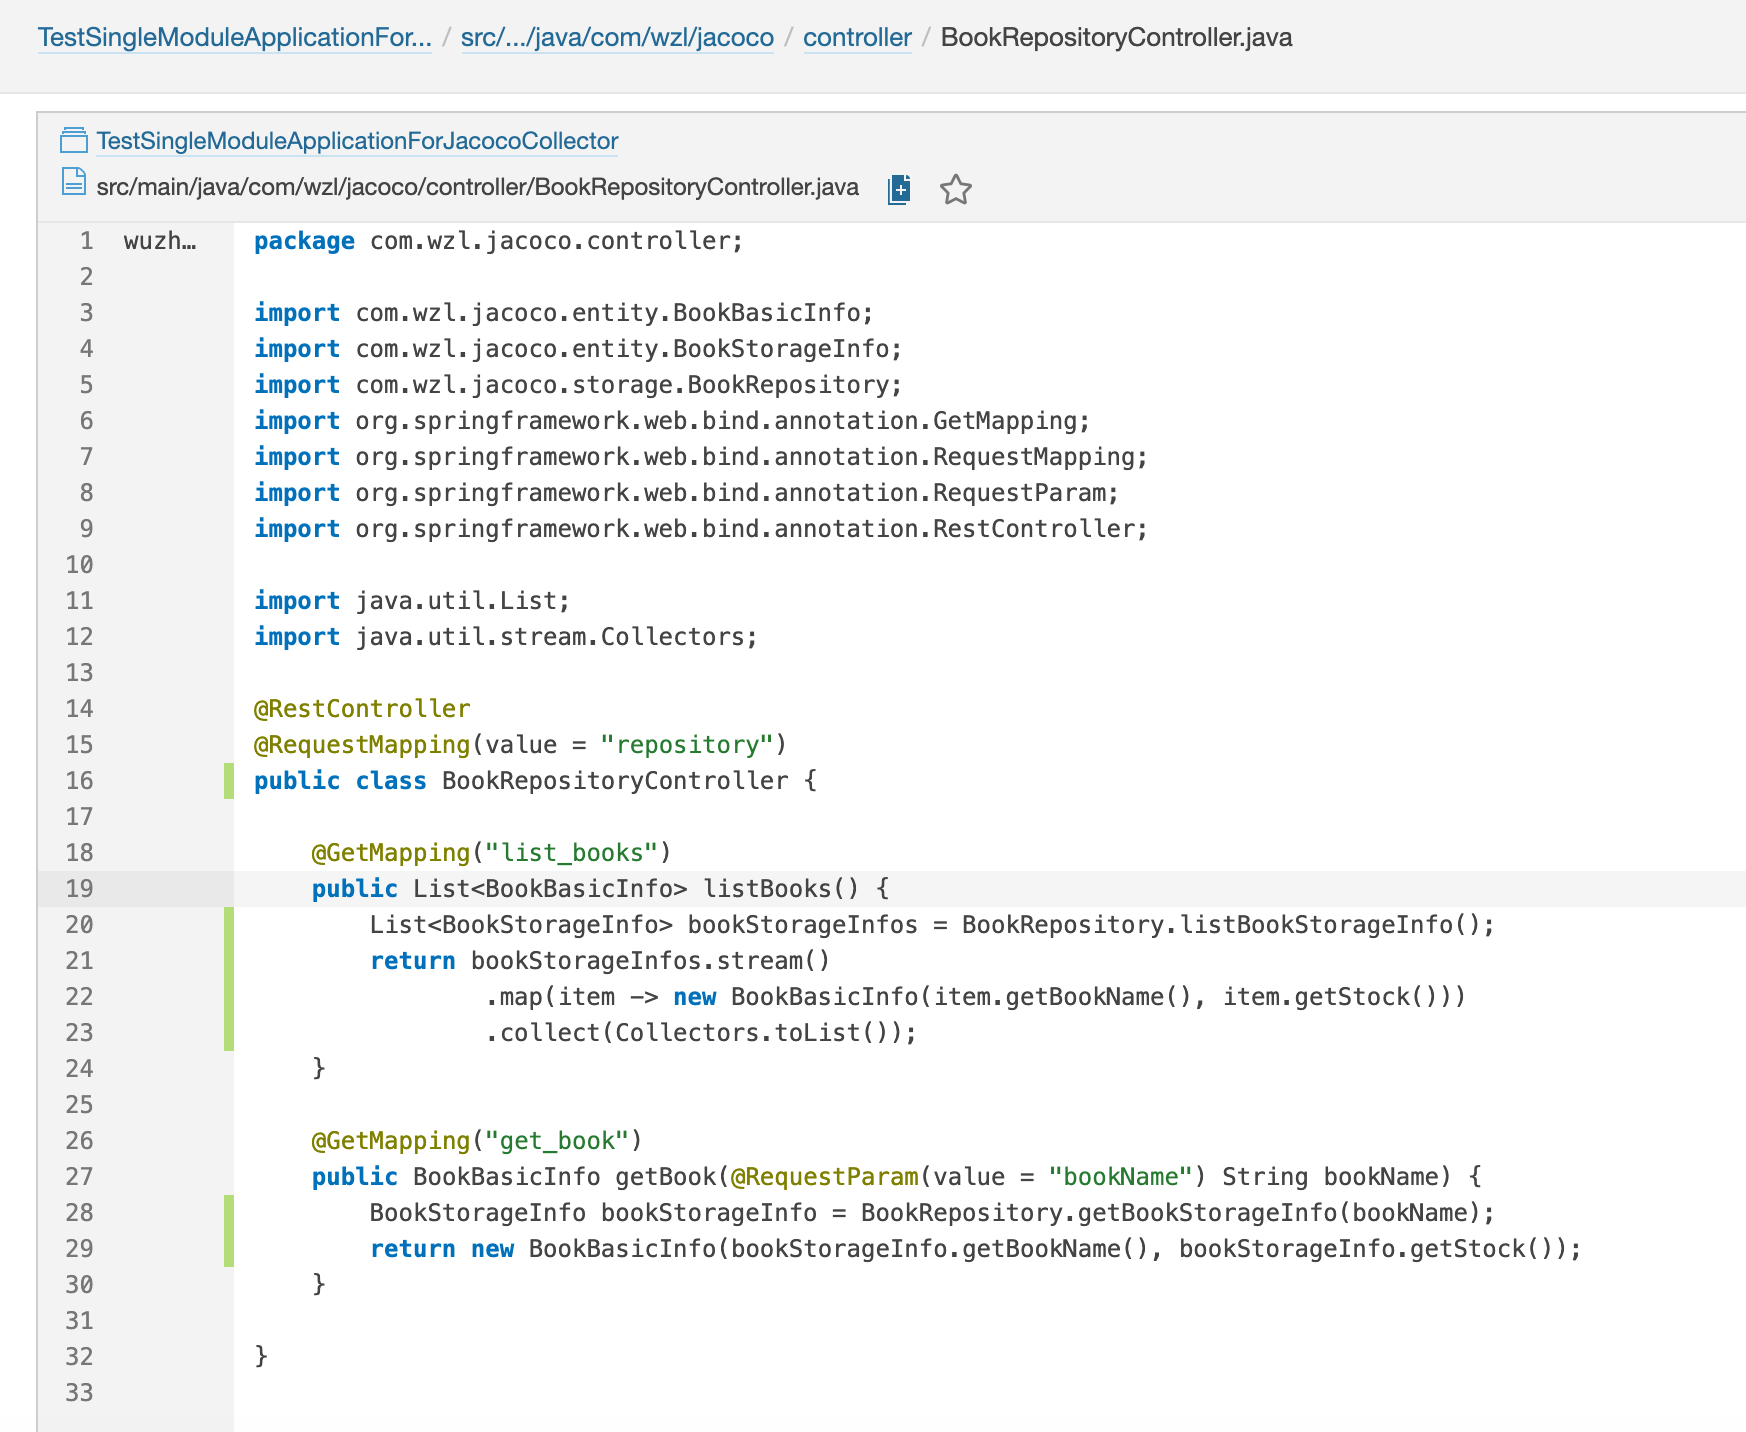 TestSingleModuleApplicationFor... / src/.../java/com/wzl/jacoco / controller / BookRepositoryController.java
TestSingleModuleApplicationForJacocoCollector
src/main/java/com/wzl/jacoco/controller/BookRepositoryController.java
1 wuzh… package com.wzl.jacoco.controller;
2
3 import com.wzl.jacoco.entity.BookBasicInfo;
4 import com.wzl.jacoco.entity.BookStorageInfo;
5 import com.wzl.jacoco.storage.BookRepository;
6 import org.springframework.web.bind.annotation.GetMapping;
7 import org.springframework.web.bind.annotation.RequestMapping;
8 import org.springframework.web.bind.annotation.RequestParam;
9 import org.springframework.web.bind.annotation.RestController;
10
11 import java.util.List;
12 import java.util.stream.Collectors;
13
14 @RestController
15 @RequestMapping(value = "repository")
16 public class BookRepositoryController {
17
18     @GetMapping("list_books")
19     public List<BookBasicInfo> listBooks() {
20         List<BookStorageInfo> bookStorageInfos = BookRepository.listBookStorageInfo();
21         return bookStorageInfos.stream()
22                 .map(item -> new BookBasicInfo(item.getBookName(), item.getStock()))
23                 .collect(Collectors.toList());
24     }
25
26     @GetMapping("get_book")
27     public BookBasicInfo getBook(@RequestParam(value = "bookName") String bookName) {
28         BookStorageInfo bookStorageInfo = BookRepository.getBookStorageInfo(bookName);
29         return new BookBasicInfo(bookStorageInfo.getBookName(), bookStorageInfo.getStock());
30     }
31
32 }
33